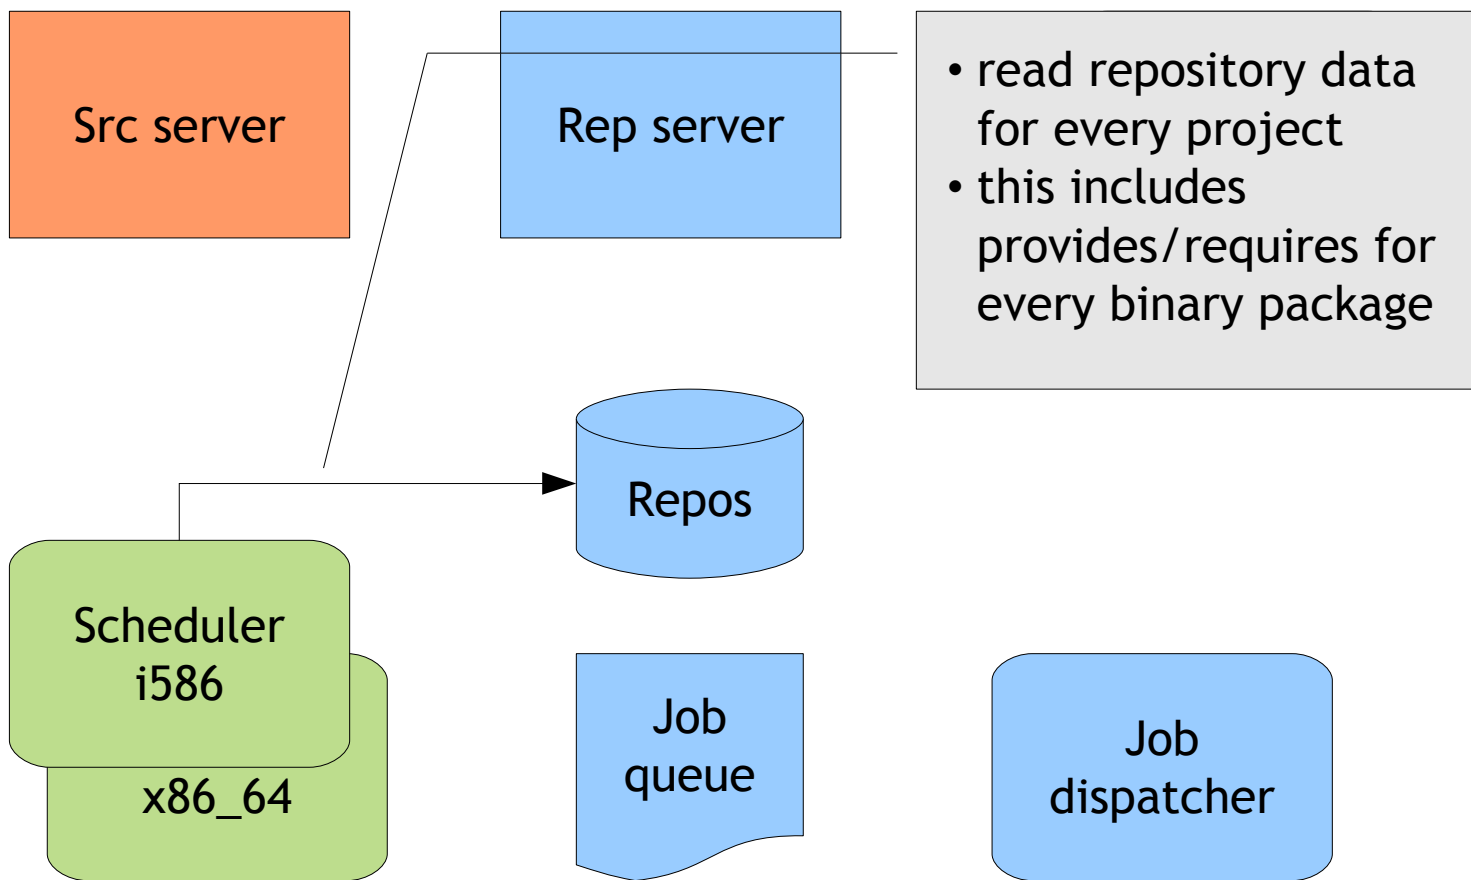 Src server
Rep server
• read repository data
for every project
• this includes
provides/requires for
every binary package
Repos
Scheduler
i586
x86_64
Job
queue
Job
dispatcher